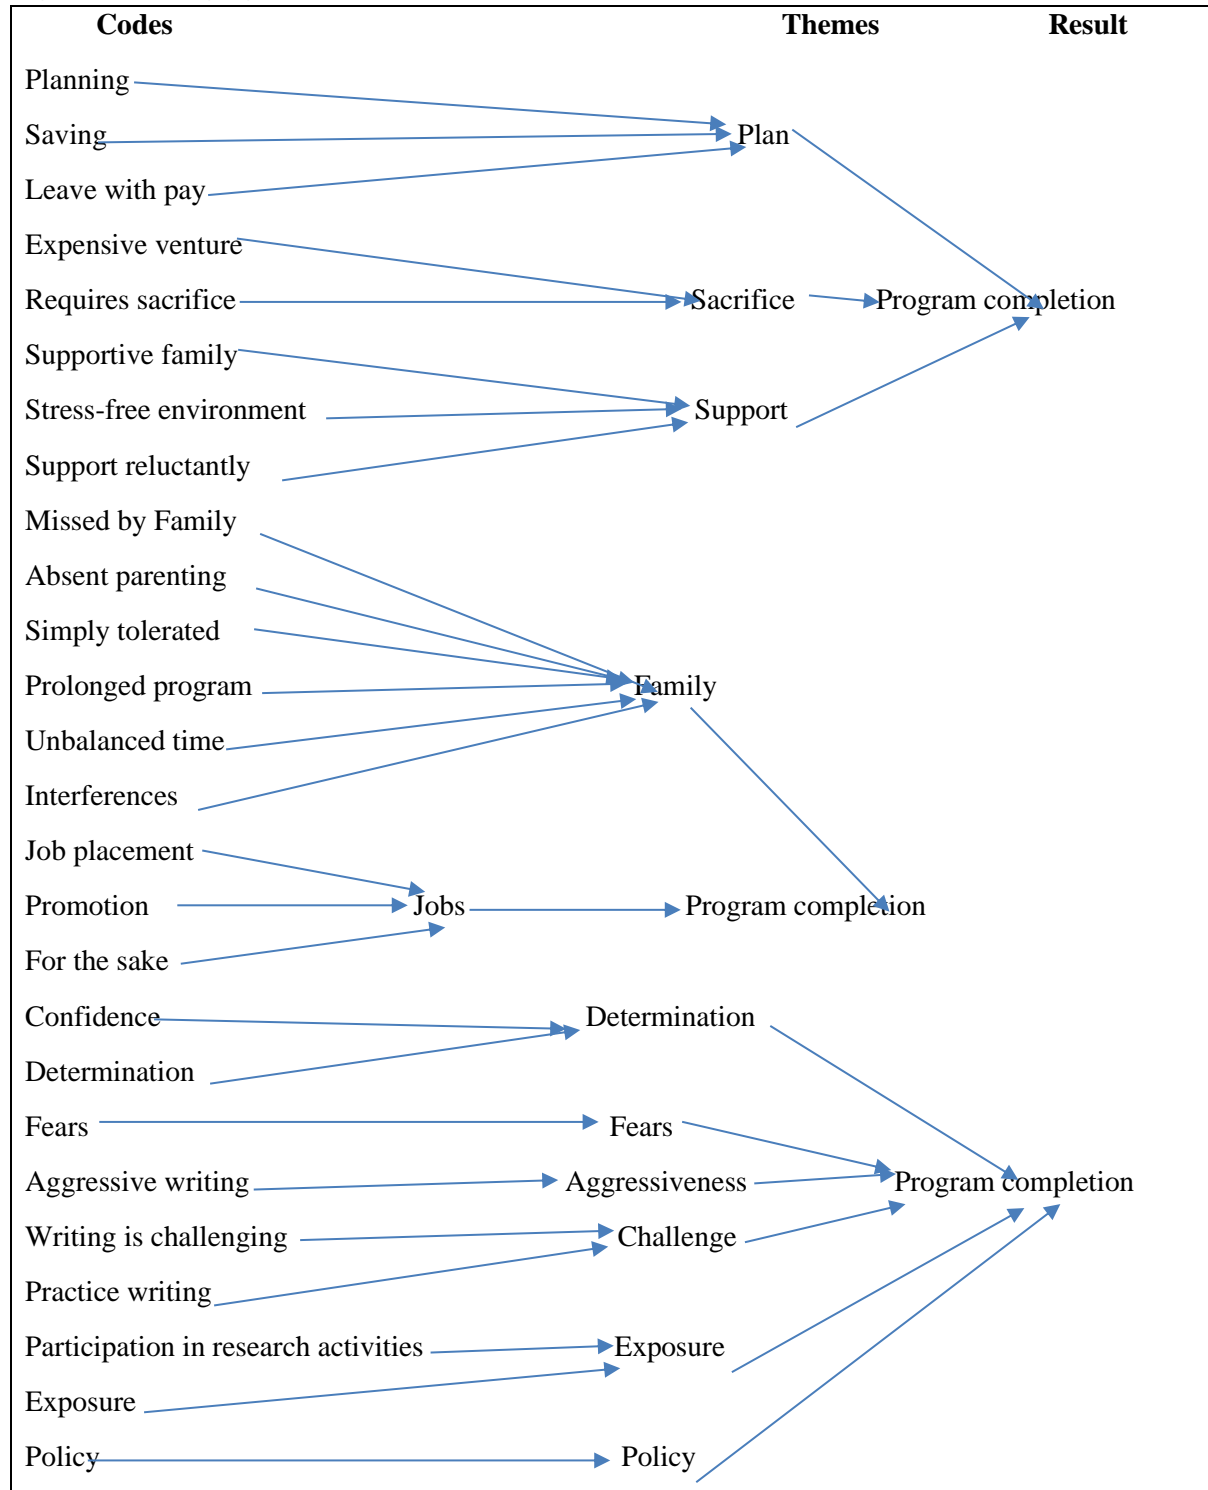 Codes Themes Result
Planning
Saving Plan
Leave with pay
Expensive venture
Requires sacrifice Sacrifice Program completion
Supportive family
Stress-free environment Support
Support reluctantly
Missed by Family
Absent parenting
Simply tolerated
Prolonged program Family
Unbalanced time
Interferences
Job placement
Promotion Jobs Program completion
For the sake
Confidence Determination
Determination
Fears Fears
Aggressive writing Aggressiveness Program completion
Writing is challenging Challenge
Practice writing
Participation in research activities Exposure
Exposure
Policy Policy